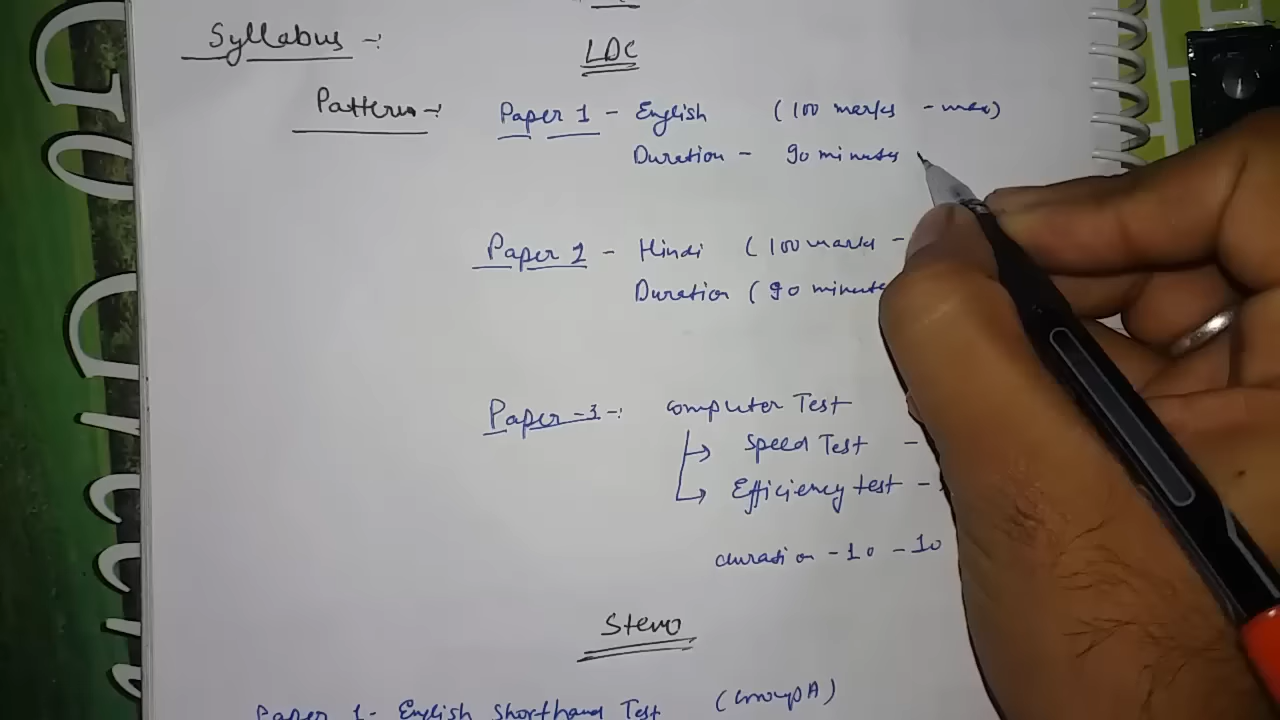 Syllabus -:
LDC
Pattern -:
Paper 1 - English (100 marks - max)
Duration - 90 minutes
Paper 2 - Hindi (100 marks -
Duration (90 minute
Paper -3 -: Computer Test
Speed Test -
Efficiency test -
duration - 10 - 10
Steno
Paper 1- English Shorthand Test (Group A)